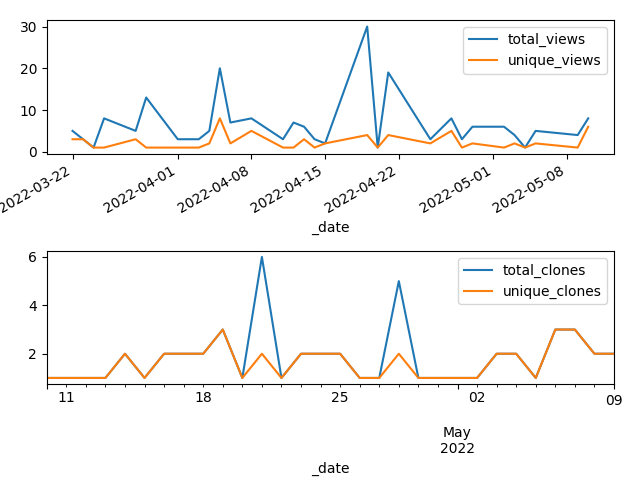 30
20
10
0
total_views
unique_views
2022-03-22
2022-04-01
2022-04-08
2022-04-15
2022-04-22
2022-05-01
2022-05-08
_date
6
4
2
total_clones
unique_clones
11
18
25
02
09
May
2022
_date